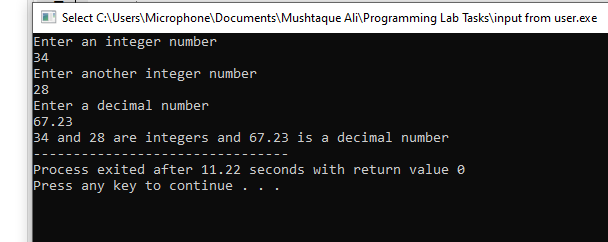 Select C:\Users\Microphone\Documents\Mushtaque Ali\Programming Lab Tasks\input from user.exe
Enter an integer number
34
Enter another integer number
28
Enter a decimal number
67.23
34 and 28 are integers and 67.23 is a decimal number
--------------------------------
Process exited after 11.22 seconds with return value 0
Press any key to continue . . .